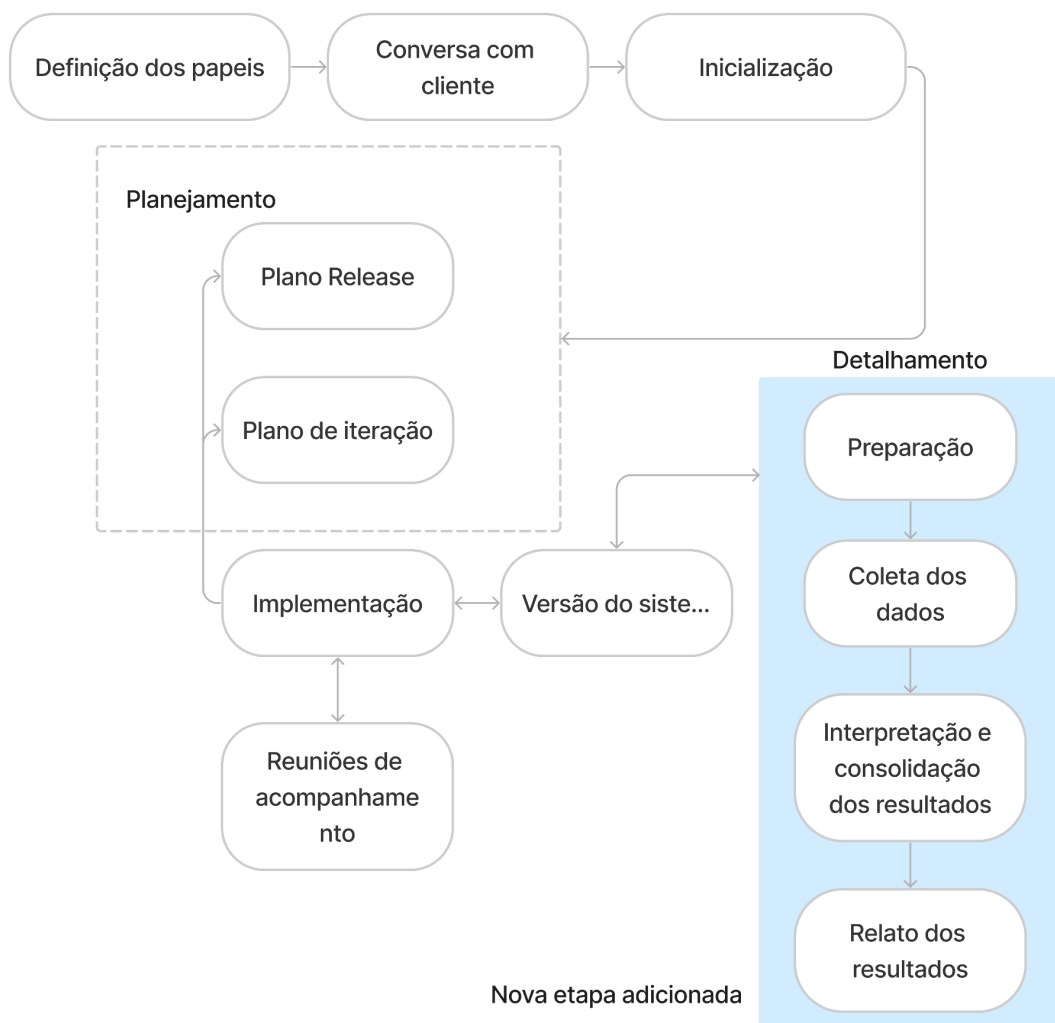 Definição dos papeis
Conversa com
cliente
Inicialização
Planejamento
Plano Release
Plano de iteração
Implementação
Versão do siste...
Reuniões de
acompanhame
nto
Detalhamento
Preparação
Coleta dos
dados
Interpretação e
consolidação
dos resultados
Relato dos
resultados
Nova etapa adicionada